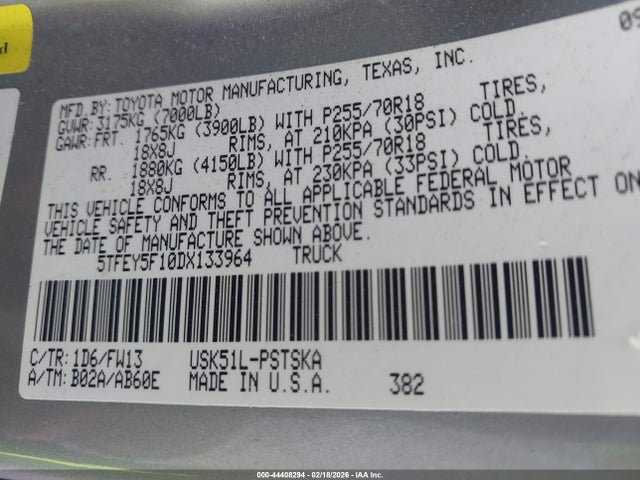 d
09
MFD. BY: TOYOTA MOTOR MANUFACTURING, TEXAS, INC.
GVWR: 3175KG (7000LB)
GAWR: FRT. 1765KG (3900LB) WITH P255/70R18 TIRES,
18X8J RIMS, AT 210KPA (30PSI) COLD.
RR. 1880KG (4150LB) WITH P255/70R18 TIRES,
18X8J RIMS, AT 230KPA (33PSI) COLD.
THIS VEHICLE CONFORMS TO ALL APPLICABLE FEDERAL MOTOR
VEHICLE SAFETY AND THEFT PREVENTION STANDARDS IN EFFECT ON
THE DATE OF MANUFACTURE SHOWN ABOVE.
5TFEY5F10DX133964 TRUCK
C/TR: 1D6/FW13 USK51L-PSTSKA
A/TM: B02A/AB60E MADE IN U.S.A. 382
000-44408294 - 02/18/2026 - IAA Inc.